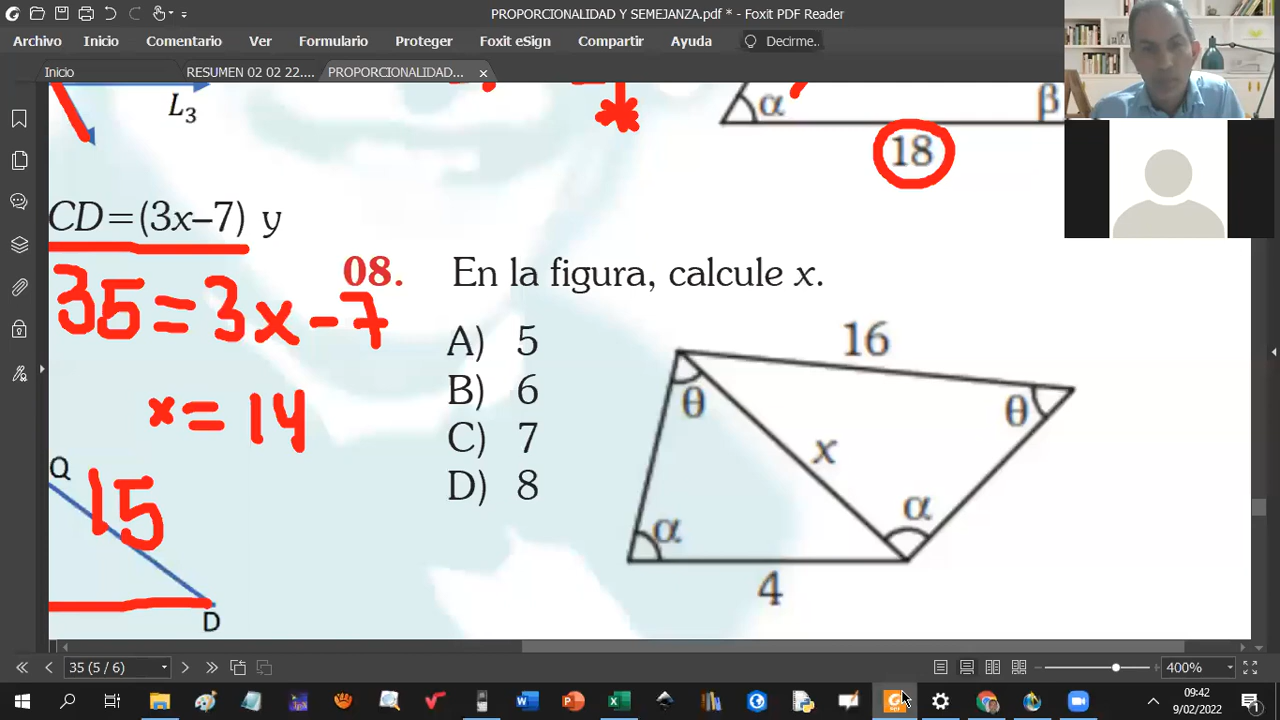 PROPORCIONALIDAD Y SEMEJANZA.pdf * - Foxit PDF Reader
Archivo Inicio Comentario Ver Formulario Proteger Foxit eSign Compartir Ayuda Decirme..
Inicio RESUMEN 02 02 22.... PROPORCIONALIDAD... ×
L₃
α
β
18
CD=(3x–7) y
35=3x-7
x=14
Q
15
D
08. En la figura, calcule x.
A) 5
B) 6
C) 7
D) 8
16
θ
θ
x
α
α
4
35 (5 / 6)
400%
09:42
9/02/2022